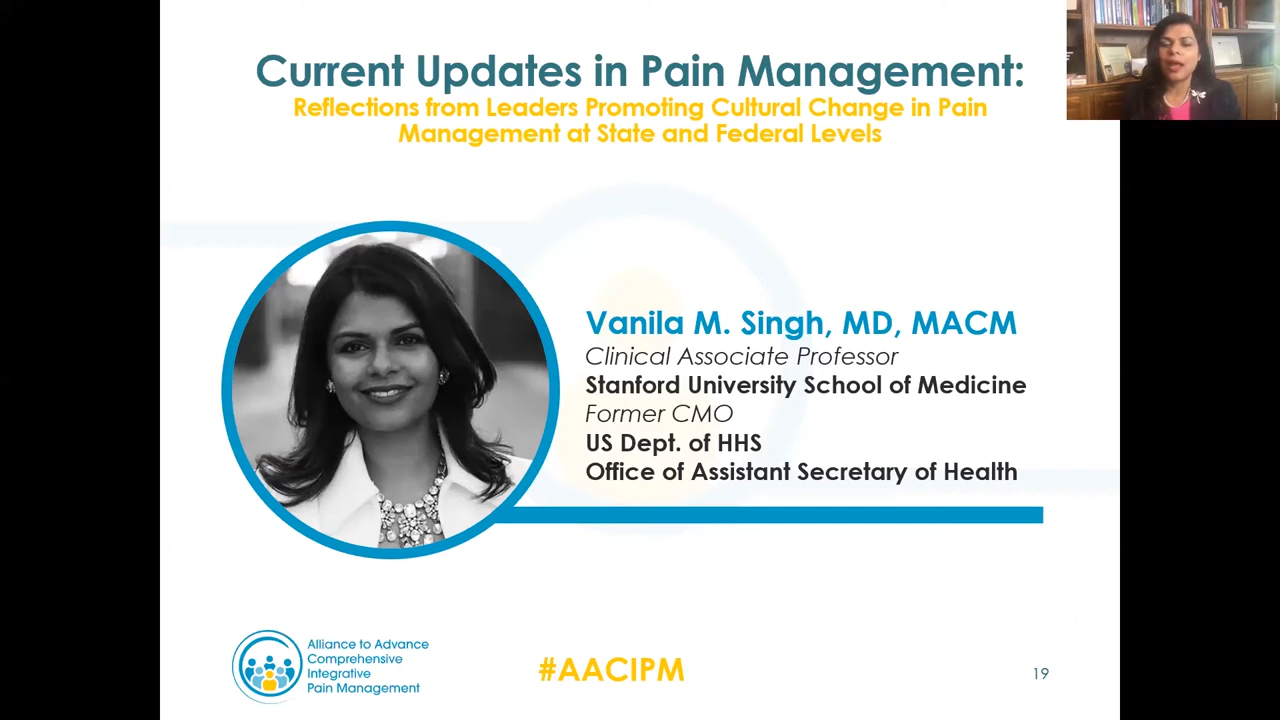 Current Updates in Pain Management:
Reflections from Leaders Promoting Cultural Change in Pain
Management at State and Federal Levels
Vanila M. Singh, MD, MACM
Clinical Associate Professor
Stanford University School of Medicine
Former CMO
US Dept. of HHS
Office of Assistant Secretary of Health
Alliance to Advance
Comprehensive
Integrative
Pain Management
#AACIPM
19